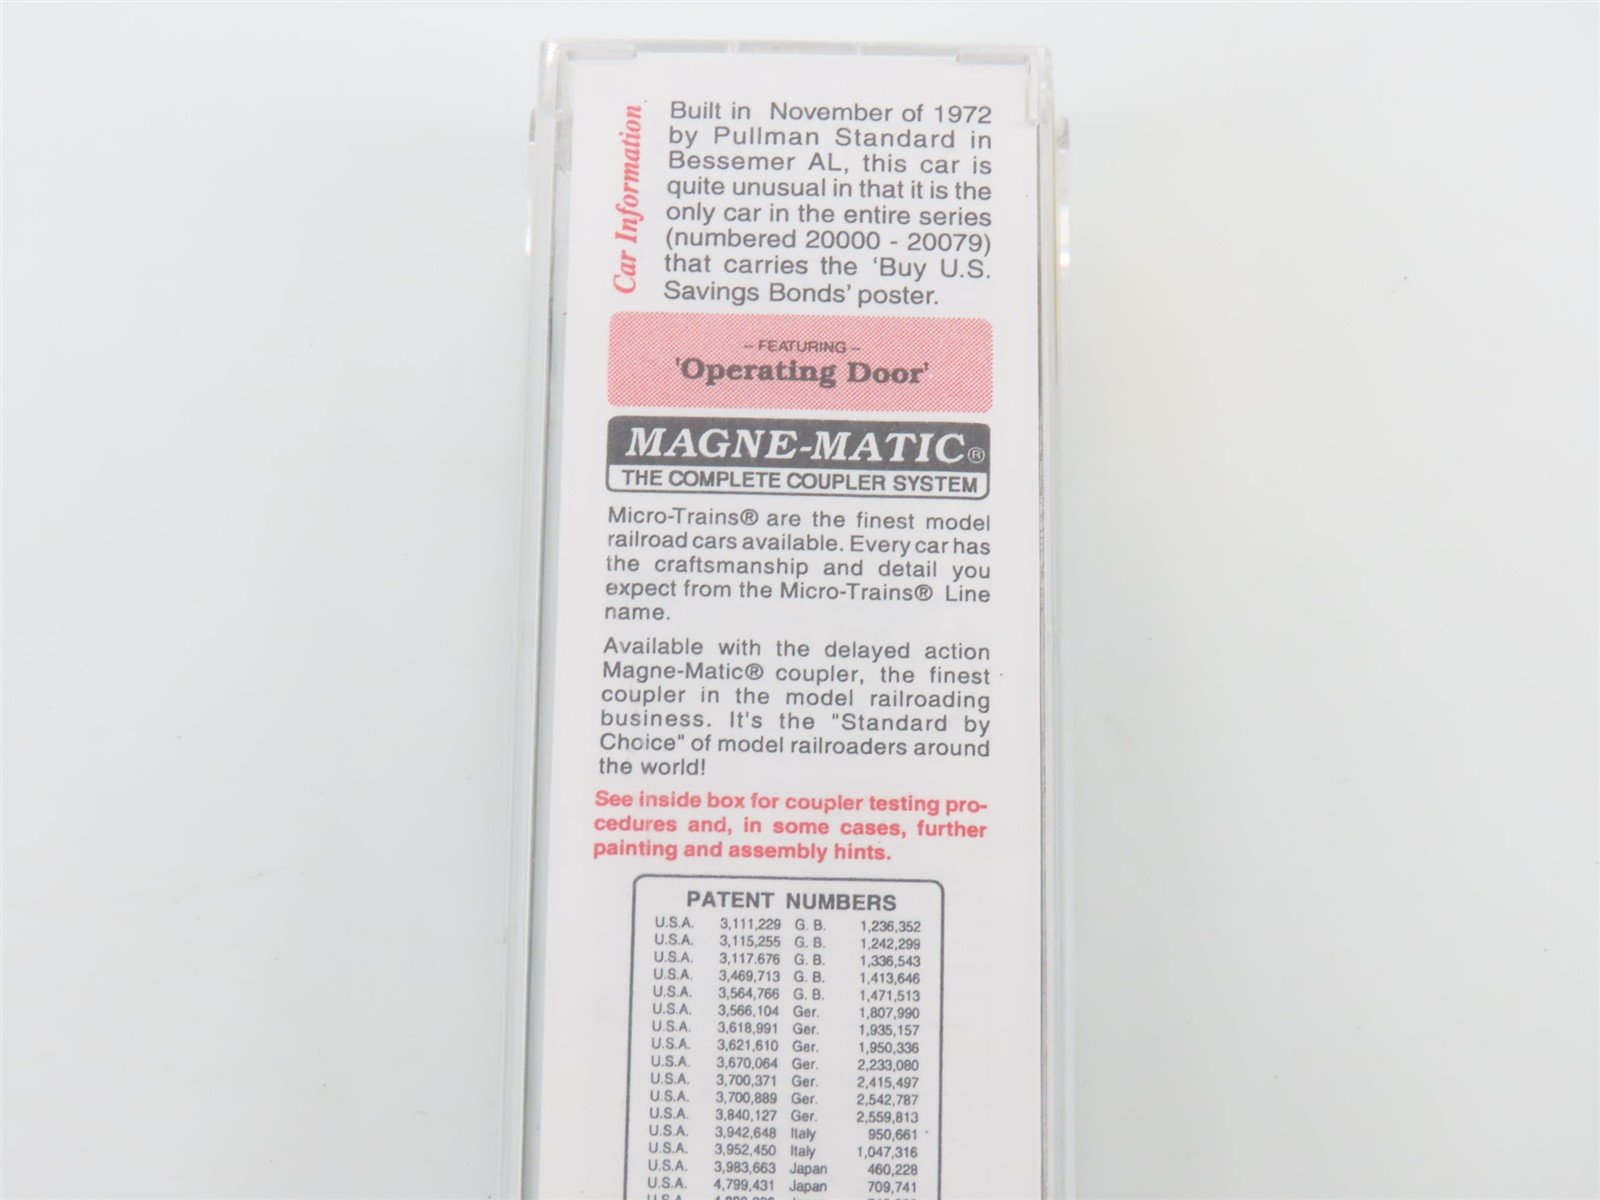 Car Information
Built in November of 1972
by Pullman Standard in
Bessemer AL, this car is
quite unusual in that it is the
only car in the entire series
(numbered 20000 - 20079)
that carries the 'Buy U.S.
Savings Bonds' poster.
– FEATURING –
'Operating Door'
MAGNE-MATIC®
THE COMPLETE COUPLER SYSTEM
Micro-Trains® are the finest model
railroad cars available. Every car has
the craftsmanship and detail you
expect from the Micro-Trains® Line
name.
Available with the delayed action
Magne-Matic® coupler, the finest
coupler in the model railroading
business. It's the "Standard by
Choice" of model railroaders around
the world!
See inside box for coupler testing pro-
cedures and, in some cases, further
painting and assembly hints.
PATENT NUMBERS
U.S.A. 3,111,229 G. B. 1,236,352
U.S.A. 3,115,255 G. B. 1,242,299
U.S.A. 3,117.676 G. B. 1,336,543
U.S.A. 3,469,713 G. B. 1,413,646
U.S.A. 3,564,766 G. B. 1,471,513
U.S.A. 3,566,104 Ger. 1,807,990
U.S.A. 3,618,991 Ger. 1,935,157
U.S.A. 3,621,610 Ger. 1,950,336
U.S.A. 3,670,064 Ger. 2,233,080
U.S.A. 3,700,371 Ger. 2,415,497
U.S.A. 3,700,889 Ger. 2,542,787
U.S.A. 3,840,127 Ger. 2,559,813
U.S.A. 3,942,648 Italy 950,661
U.S.A. 3,952,450 Italy 1,047,316
U.S.A. 3,983,663 Japan 460,228
U.S.A. 4,799,431 Japan 709,741
U.S.A.